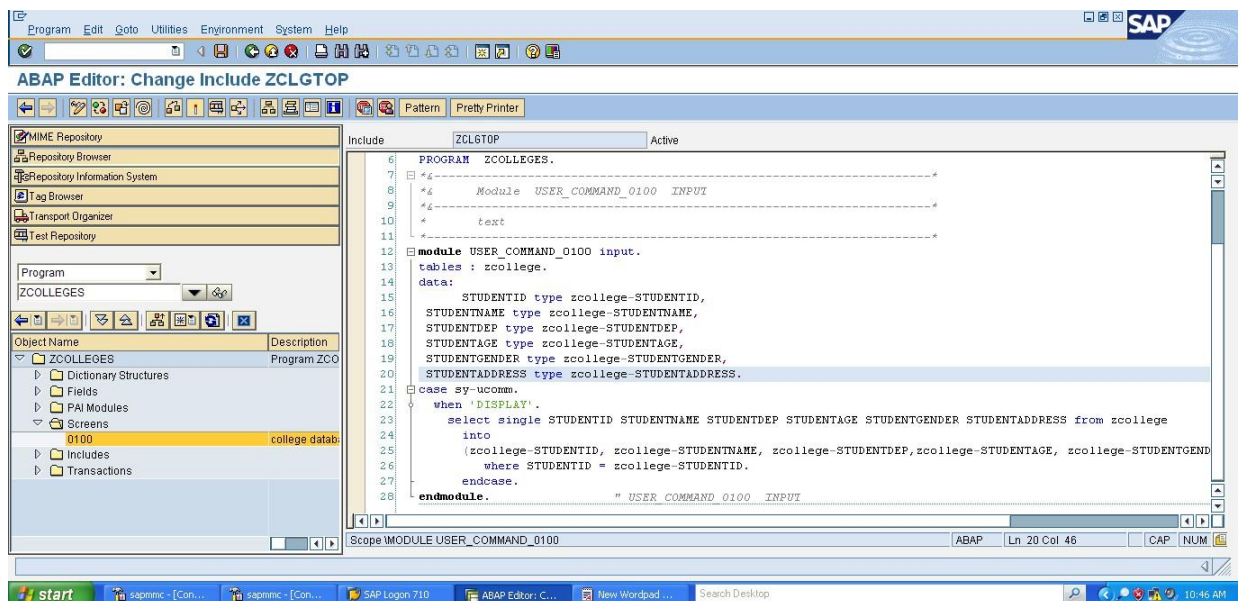 Program Edit Goto Utilities Environment System Help
SAP
ABAP Editor: Change Include ZCLGTOP
Pattern Pretty Printer
MIME Repository
Repository Browser
Repository Information System
Tag Browser
Transport Organizer
Test Repository
Program
ZCOLLEGES
Object Name Description
ZCOLLEGES Program ZCO
Dictionary Structures
Fields
PAI Modules
Screens
0100 college datab
Includes
Transactions
Include ZCLGTOP Active
6 PROGRAM ZCOLLEGES.
7 *&---------------------------------------------------------------------*
8 *& Module USER_COMMAND_0100 INPUT
9 *&---------------------------------------------------------------------*
10 * text
11 *----------------------------------------------------------------------*
12 module USER_COMMAND_0100 input.
13 tables : zcollege.
14 data:
15 STUDENTID type zcollege-STUDENTID,
16 STUDENTNAME type zcollege-STUDENTNAME,
17 STUDENTDEP type zcollege-STUDENTDEP,
18 STUDENTAGE type zcollege-STUDENTAGE,
19 STUDENTGENDER type zcollege-STUDENTGENDER,
20 STUDENTADDRESS type zcollege-STUDENTADDRESS.
21 case sy-ucomm.
22 when 'DISPLAY'.
23 select single STUDENTID STUDENTNAME STUDENTDEP STUDENTAGE STUDENTGENDER STUDENTADDRESS from zcollege
24 into
25 (zcollege-STUDENTID, zcollege-STUDENTNAME, zcollege-STUDENTDEP,zcollege-STUDENTAGE, zcollege-STUDENTGEND
26 where STUDENTID = zcollege-STUDENTID.
27 endcase.
28 endmodule. " USER_COMMAND_0100 INPUT
Scope \MODULE USER_COMMAND_0100 ABAP Ln 20 Col 46 CAP NUM
start sapmmc - [Con... sapmmc - [Con... SAP Logon 710 ABAP Editor: C... New Wordpad ... Search Desktop 10:46 AM